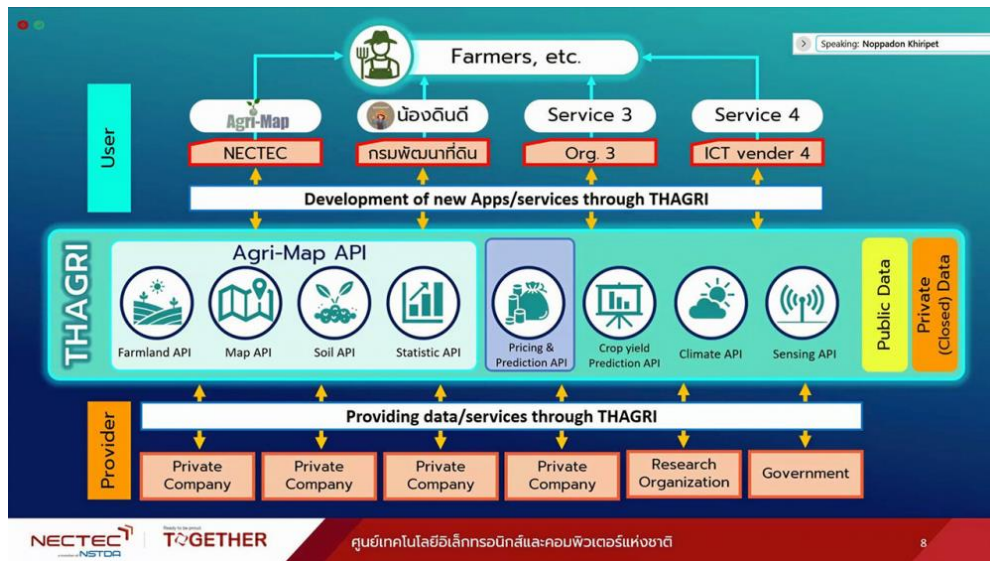 Speaking: Noppadon Khiripet
Farmers, etc.
Agri-Map
น้องดินดี
Service 3
Service 4
User
NECTEC
กรมพัฒนาที่ดิน
Org. 3
ICT vender 4
Development of new Apps/services through THAGRI
THAGRI
Agri-Map API
Farmland API
Map API
Soil API
Statistic API
Pricing &
Prediction API
Crop yield
Prediction API
Climate API
Sensing API
Public Data
Private
(Closed) Data
Provider
Providing data/services through THAGRI
Private
Company
Private
Company
Private
Company
Private
Company
Research
Organization
Government
NECTEC
NSTDA
TOGETHER
ศูนย์เทคโนโลยีอิเล็กทรอนิกส์และคอมพิวเตอร์แห่งชาติ
8